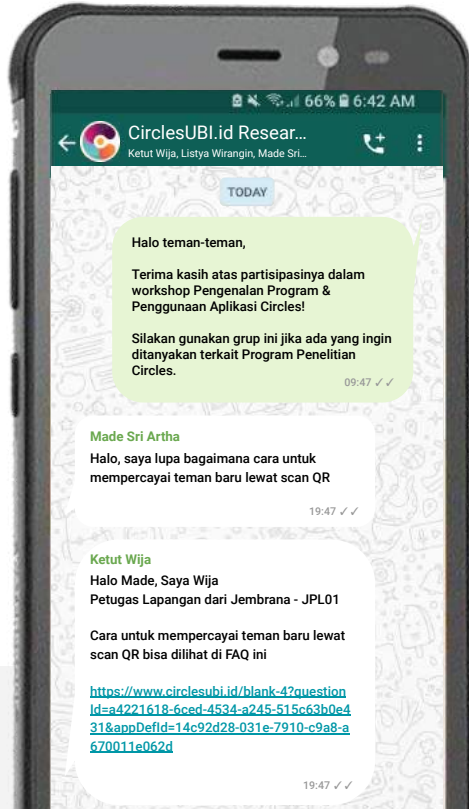 66% 6:42 AM
CirclesUBI.id Resear...
Ketut Wija, Listya Wirangin, Made Sri...
TODAY
Halo teman-teman,
Terima kasih atas partisipasinya dalam
workshop Pengenalan Program &
Penggunaan Aplikasi Circles!
Silakan gunakan grup ini jika ada yang ingin
ditanyakan terkait Program Penelitian
Circles.
09:47 ✓✓
Made Sri Artha
Halo, saya lupa bagaimana cara untuk
mempercayai teman baru lewat scan QR
19:47 ✓✓
Ketut Wija
Halo Made, Saya Wija
Petugas Lapangan dari Jembrana - JPL01
Cara untuk mempercayai teman baru lewat
scan QR bisa dilihat di FAQ ini
https://www.circlesubi.id/blank-4?question
Id=a4221618-6ced-4534-a245-515c63b0e4
31&appDefId=14c92d28-031e-7910-c9a8-a
670011e062d
19:47 ✓✓